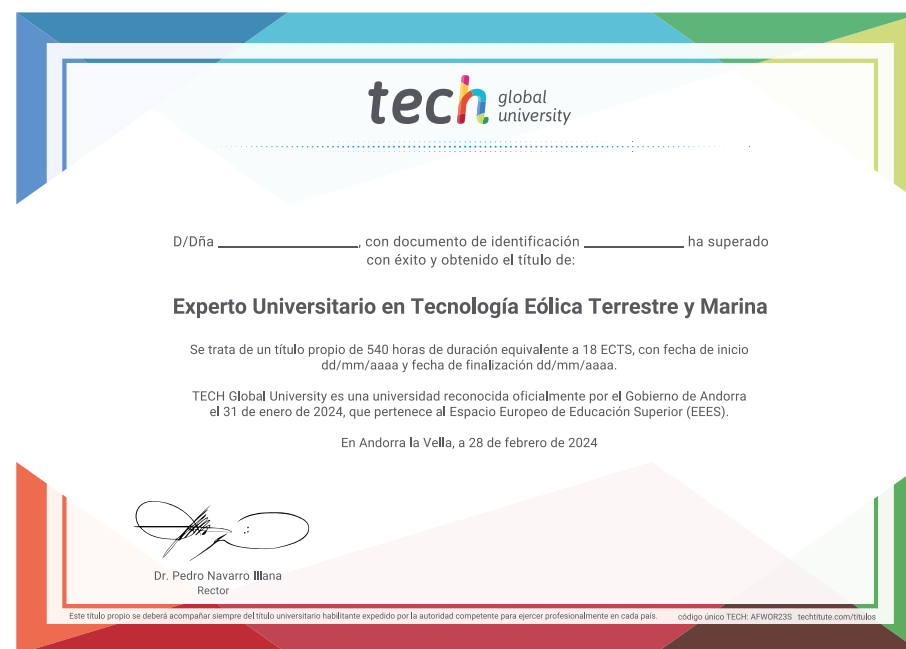 tech global university
D/Dña ______________, con documento de identificación __________ ha superado
con éxito y obtenido el título de:
Experto Universitario en Tecnología Eólica Terrestre y Marina
Se trata de un título propio de 540 horas de duración equivalente a 18 ECTS, con fecha de inicio
dd/mm/aaaa y fecha de finalización dd/mm/aaaa.
TECH Global University es una universidad reconocida oficialmente por el Gobierno de Andorra
el 31 de enero de 2024, que pertenece al Espacio Europeo de Educación Superior (EEES).
En Andorra la Vella, a 28 de febrero de 2024
Dr. Pedro Navarro Illana
Rector
Este título propio se deberá acompañar siempre del título universitario habilitante expedido por la autoridad competente para ejercer profesionalmente en cada país. código único TECH: AFWOR23S techtitute.com/titulos